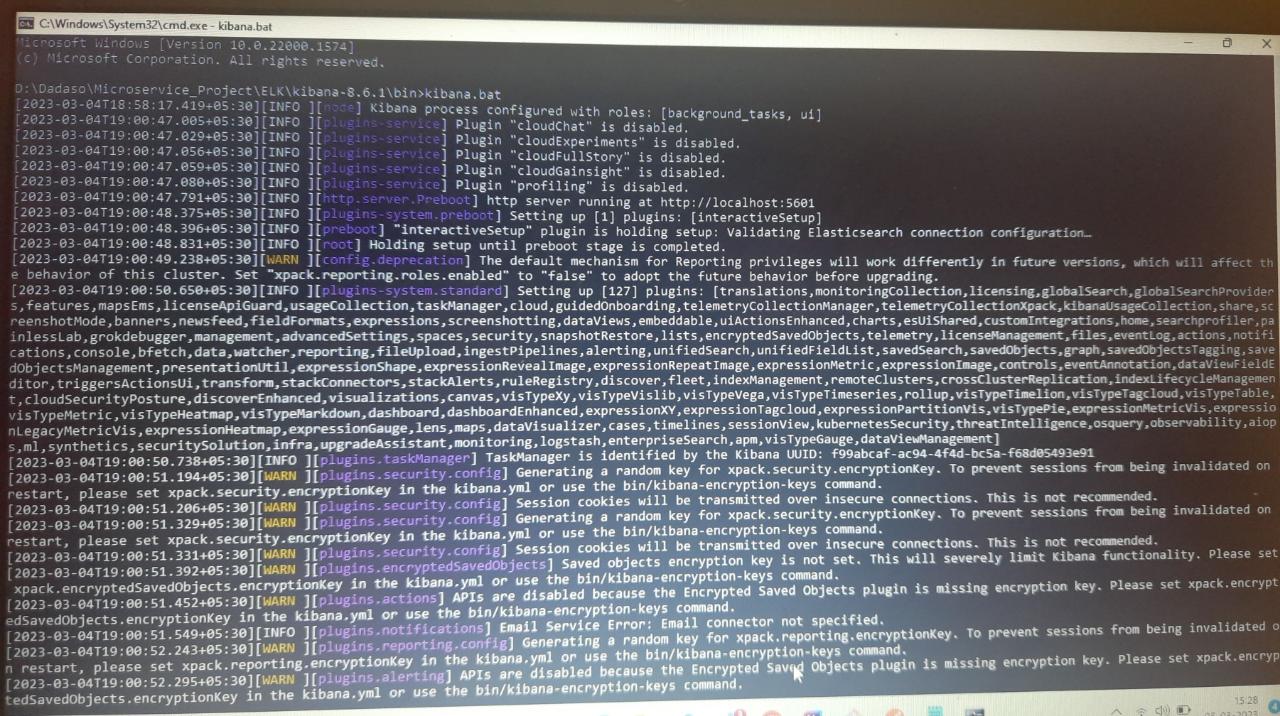 C:\Windows\System32\cmd.exe - kibana.bat
Microsoft Windows [Version 10.0.22000.1574]
(c) Microsoft Corporation. All rights reserved.
D:\Dadaso\Microservice_Project\ELK\kibana-8.6.1\bin>kibana.bat
[2023-03-04T18:58:17.419+05:30][INFO ][node] Kibana process configured with roles: [background_tasks, ui]
[2023-03-04T19:00:47.005+05:30][INFO ][plugins-service] Plugin "cloudChat" is disabled.
[2023-03-04T19:00:47.029+05:30][INFO ][plugins-service] Plugin "cloudExperiments" is disabled.
[2023-03-04T19:00:47.056+05:30][INFO ][plugins-service] Plugin "cloudFullStory" is disabled.
[2023-03-04T19:00:47.059+05:30][INFO ][plugins-service] Plugin "cloudGainsight" is disabled.
[2023-03-04T19:00:47.080+05:30][INFO ][plugins-service] Plugin "profiling" is disabled.
[2023-03-04T19:00:47.791+05:30][INFO ][http.server.Preboot] http server running at http://localhost:5601
[2023-03-04T19:00:48.375+05:30][INFO ][plugins-system.preboot] Setting up [1] plugins: [interactiveSetup]
[2023-03-04T19:00:48.396+05:30][INFO ][preboot] "interactiveSetup" plugin is holding setup: Validating Elasticsearch connection configuration…
[2023-03-04T19:00:48.831+05:30][INFO ][root] Holding setup until preboot stage is completed.
[2023-03-04T19:00:49.238+05:30][WARN ][config.deprecation] The default mechanism for Reporting privileges will work differently in future versions, which will affect th
e behavior of this cluster. Set "xpack.reporting.roles.enabled" to "false" to adopt the future behavior before upgrading.
[2023-03-04T19:00:50.650+05:30][INFO ][plugins-system.standard] Setting up [127] plugins: [translations,monitoringCollection,licensing,globalSearch,globalSearchProvider
s,features,mapsEms,licenseApiGuard,usageCollection,taskManager,cloud,guidedOnboarding,telemetryCollectionManager,telemetryCollectionXpack,kibanaUsageCollection,share,sc
reenshotMode,banners,newsfeed,fieldFormats,expressions,screenshotting,dataViews,embeddable,uiActionsEnhanced,charts,esUiShared,customIntegrations,home,searchprofiler,pa
inlessLab,grokdebugger,management,advancedSettings,spaces,security,snapshotRestore,lists,encryptedSavedObjects,telemetry,licenseManagement,files,eventLog,actions,notifi
cations,console,bfetch,data,watcher,reporting,fileUpload,ingestPipelines,alerting,unifiedSearch,unifiedFieldList,savedSearch,savedObjects,graph,savedObjectsTagging,save
dObjectsManagement,presentationUtil,expressionShape,expressionRevealImage,expressionRepeatImage,expressionMetric,expressionImage,controls,eventAnnotation,dataViewFieldE
ditor,triggersActionsUi,transform,stackConnectors,stackAlerts,ruleRegistry,discover,fleet,indexManagement,remoteClusters,crossClusterReplication,indexLifecycleManagemen
t,cloudSecurityPosture,discoverEnhanced,visualizations,canvas,visTypeXy,visTypeVislib,visTypeVega,visTypeTimeseries,rollup,visTypeTimelion,visTypeTagcloud,visTypeTable,
visTypeMetric,visTypeHeatmap,visTypeMarkdown,dashboard,dashboardEnhanced,expressionXY,expressionTagcloud,expressionPartitionVis,visTypePie,expressionMetricVis,expressio
nLegacyMetricVis,expressionHeatmap,expressionGauge,lens,maps,dataVisualizer,cases,timelines,sessionView,kubernetesSecurity,threatIntelligence,osquery,observability,aiop
s,ml,synthetics,securitySolution,infra,upgradeAssistant,monitoring,logstash,enterpriseSearch,apm,visTypeGauge,dataViewManagement]
[2023-03-04T19:00:50.738+05:30][INFO ][plugins.taskManager] TaskManager is identified by the Kibana UUID: f99abcaf-ac94-4f4d-bc5a-f68d05493e91
[2023-03-04T19:00:51.194+05:30][WARN ][plugins.security.config] Generating a random key for xpack.security.encryptionKey. To prevent sessions from being invalidated on
restart, please set xpack.security.encryptionKey in the kibana.yml or use the bin/kibana-encryption-keys command.
[2023-03-04T19:00:51.206+05:30][WARN ][plugins.security.config] Session cookies will be transmitted over insecure connections. This is not recommended.
[2023-03-04T19:00:51.329+05:30][WARN ][plugins.security.config] Generating a random key for xpack.security.encryptionKey. To prevent sessions from being invalidated on
restart, please set xpack.security.encryptionKey in the kibana.yml or use the bin/kibana-encryption-keys command.
[2023-03-04T19:00:51.331+05:30][WARN ][plugins.security.config] Session cookies will be transmitted over insecure connections. This is not recommended.
[2023-03-04T19:00:51.392+05:30][WARN ][plugins.encryptedSavedObjects] Saved objects encryption key is not set. This will severely limit Kibana functionality. Please set
xpack.encryptedSavedObjects.encryptionKey in the kibana.yml or use the bin/kibana-encryption-keys command.
[2023-03-04T19:00:51.452+05:30][WARN ][plugins.actions] APIs are disabled because the Encrypted Saved Objects plugin is missing encryption key. Please set xpack.encrypt
edSavedObjects.encryptionKey in the kibana.yml or use the bin/kibana-encryption-keys command.
[2023-03-04T19:00:51.549+05:30][INFO ][plugins.notifications] Email Service Error: Email connector not specified.
[2023-03-04T19:00:52.243+05:30][WARN ][plugins.reporting.config] Generating a random key for xpack.reporting.encryptionKey. To prevent sessions from being invalidated o
n restart, please set xpack.reporting.encryptionKey in the kibana.yml or use the bin/kibana-encryption-keys command.
[2023-03-04T19:00:52.295+05:30][WARN ][plugins.alerting] APIs are disabled because the Encrypted Saved Objects plugin is missing encryption key. Please set xpack.encryp
tedSavedObjects.encryptionKey in the kibana.yml or use the bin/kibana-encryption-keys command.
15:28